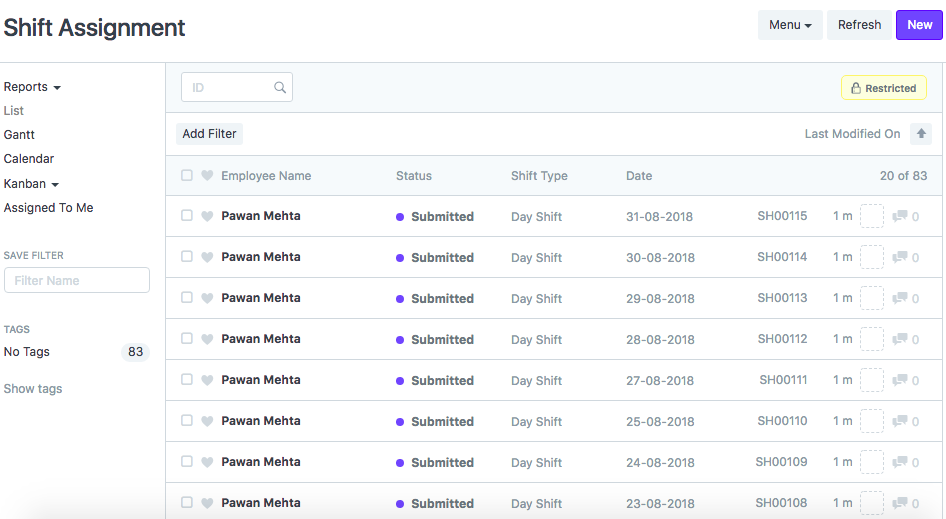 Shift Assignment
Menu
Refresh
New
Reports
List
Gantt
Calendar
Kanban
Assigned To Me
SAVE FILTER
Filter Name
TAGS
No Tags 83
Show tags
ID
Restricted
Add Filter
Last Modified On
Employee Name Status Shift Type Date 20 of 83
Pawan Mehta Submitted Day Shift 31-08-2018 SH00115 1 m 0
Pawan Mehta Submitted Day Shift 30-08-2018 SH00114 1 m 0
Pawan Mehta Submitted Day Shift 29-08-2018 SH00113 1 m 0
Pawan Mehta Submitted Day Shift 28-08-2018 SH00112 1 m 0
Pawan Mehta Submitted Day Shift 27-08-2018 SH00111 1 m 0
Pawan Mehta Submitted Day Shift 25-08-2018 SH00110 1 m 0
Pawan Mehta Submitted Day Shift 24-08-2018 SH00109 1 m 0
Pawan Mehta Submitted Day Shift 23-08-2018 SH00108 1 m 0